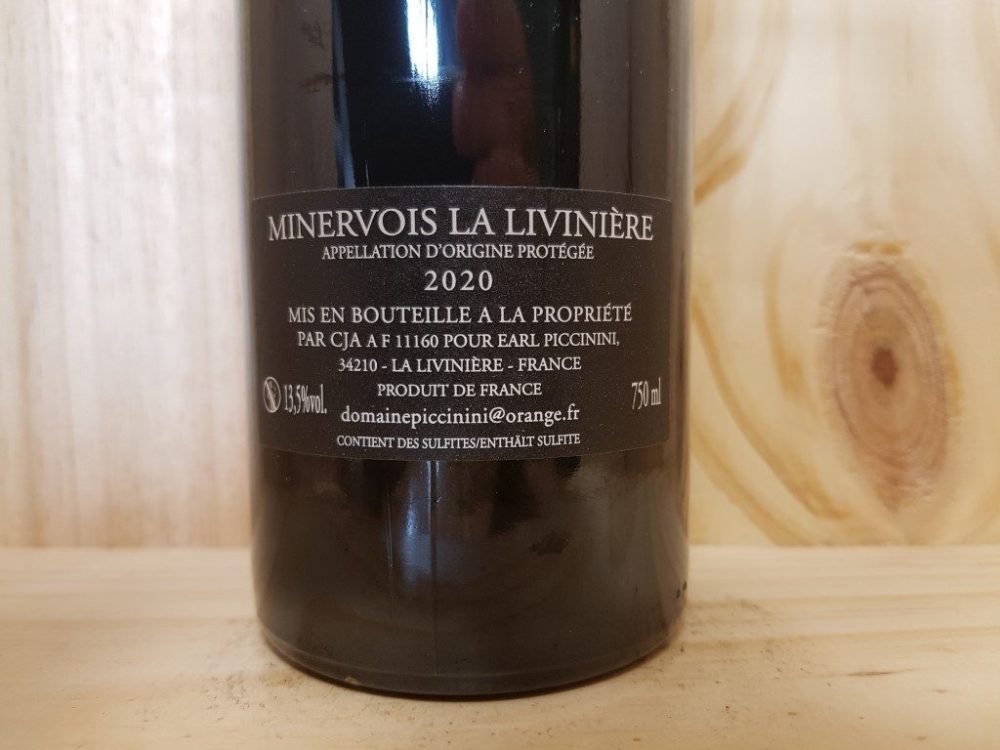 MINERVOIS LA LIVINIÈRE
APPELLATION D'ORIGINE PROTÉGÉE
2020
MIS EN BOUTEILLE A LA PROPRIÉTÉ
PAR CJA A F 11160 POUR EARL PICCININI,
34210 - LA LIVINIÈRE - FRANCE
PRODUIT DE FRANCE
13,5%vol.
750 ml
domainepiccinini@orange.fr
CONTIENT DES SULFITES/ENTHÄLT SULFITE